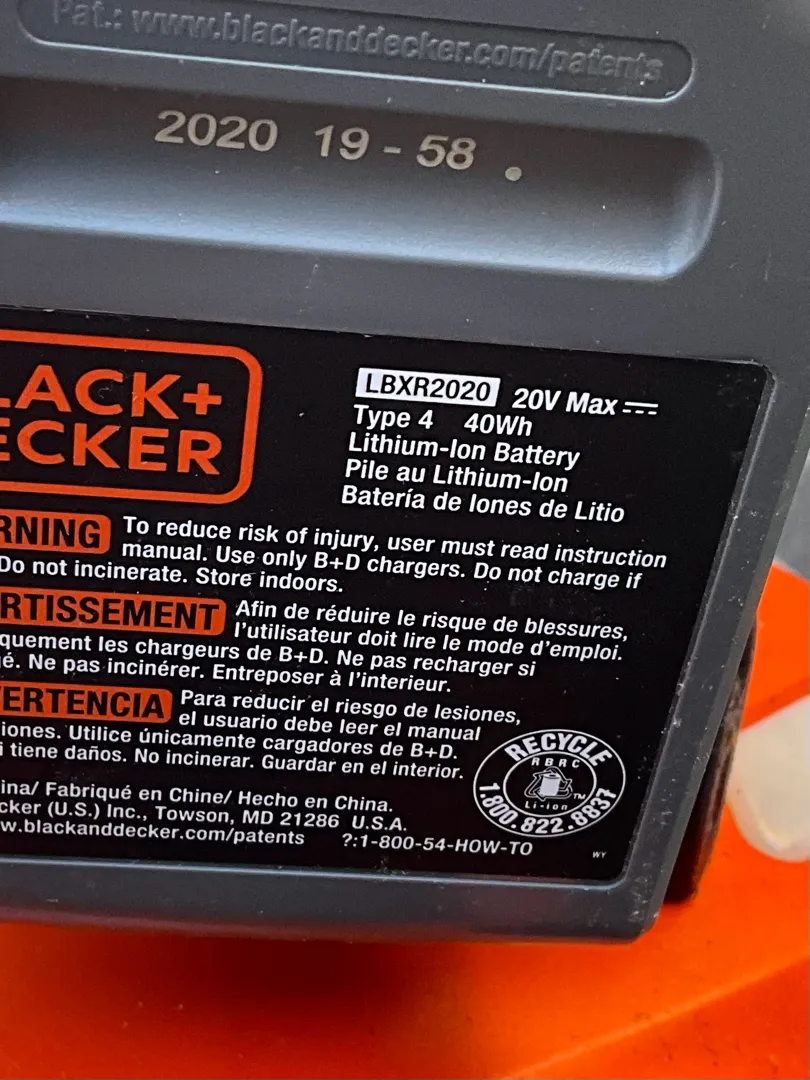 Pat.: www.blackanddecker.com/patents
2020 19 - 58 .
LACK+
ECKER
LBXR2020 20V Max
Type 4 40Wh
Lithium-Ion Battery
Pile au Lithium-Ion
Batería de Iones de Litio
RNING To reduce risk of injury, user must read instruction
manual. Use only B+D chargers. Do not charge if
Do not incinerate. Store indoors.
RTISSEMENT Afin de réduire le risque de blessures,
l'utilisateur doit lire le mode d'emploi.
quement les chargeurs de B+D. Ne pas recharger si
é. Ne pas incinérer. Entreposer à l'interieur.
ERTENCIA Para reducir el riesgo de lesiones,
el usuario debe leer el manual
iones. Utilice únicamente cargadores de B+D.
i tiene daños. No incinerar. Guardar en el interior.
ina/ Fabriqué en Chine/ Hecho en China.
cker (U.S.) Inc., Towson, MD 21286 U.S.A.
w.blackanddecker.com/patents ?:1-800-54-HOW-TO
RECYCLE
RBRC
TM
Li-ion
1.800.822.8837
WY